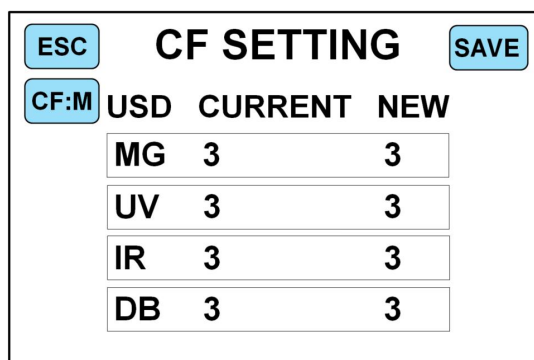 ESC CF SETTING SAVE
CF:M USD CURRENT NEW
MG 3 3
UV 3 3
IR 3 3
DB 3 3